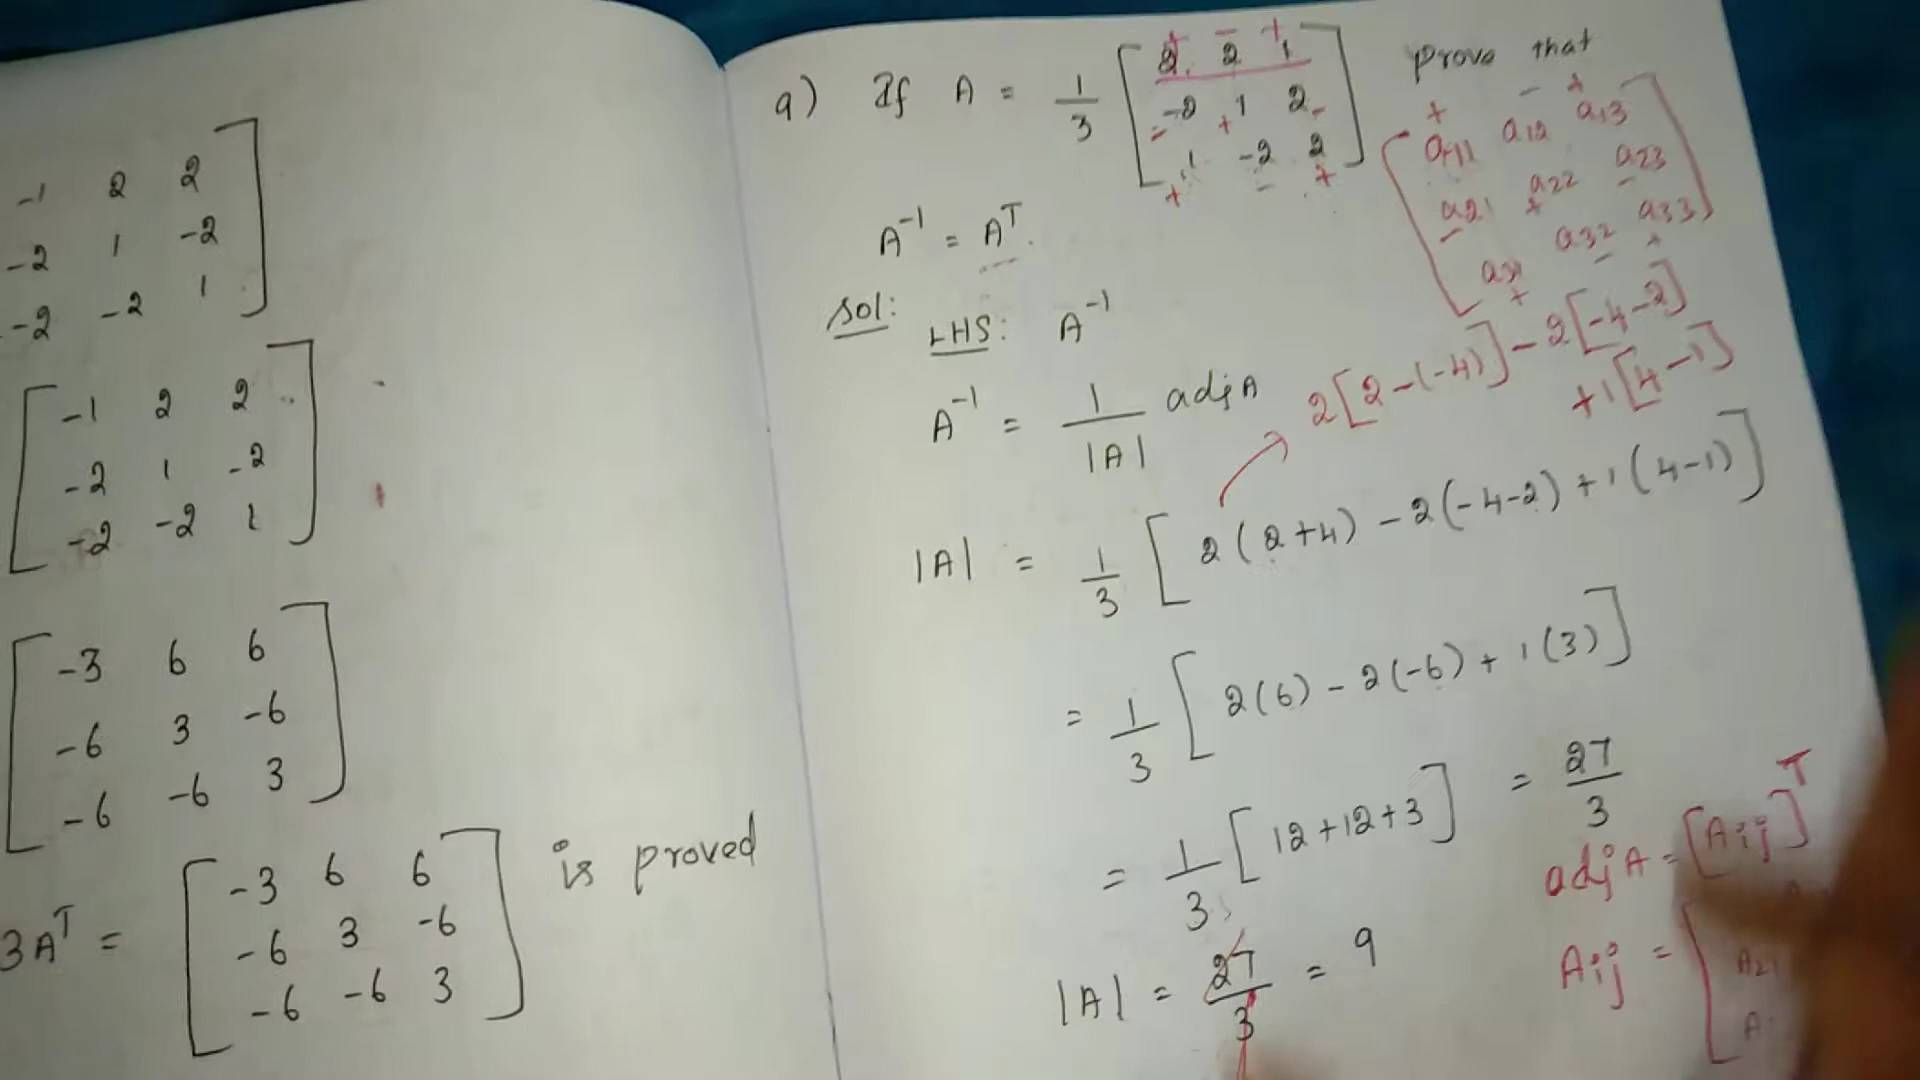 -1 2 2
-2 1 -2
-2 -2 1
-1 2 2
-2 1 -2
-2 -2 1
-3 6 6
-6 3 -6
-6 -6 3
3A^T = [ -3 6 6
-6 3 -6
-6 -6 3 ] is proved
9) If A = 1/3 [ 2 2 1
-2 1 2
1 -2 2 ] prove that
+ - +
a11 a12 a13
a21 a22 a23
- + -
a31 a32 a33
+ - +
A^-1 = A^T.
Sol:
LHS: A^-1
A^-1 = 1/|A| adj A
2[2-(-4)] - 2[-4-2]
+1[4-1]
|A| = 1/3 [ 2(2+4) - 2(-4-2) + 1(4-1) ]
= 1/3 [ 2(6) - 2(-6) + 1(3) ]
= 1/3 [ 12+12+3 ] = 27/3
|A| = 27/3 = 9
adj A = [Aij]^T
Aij = [
A21